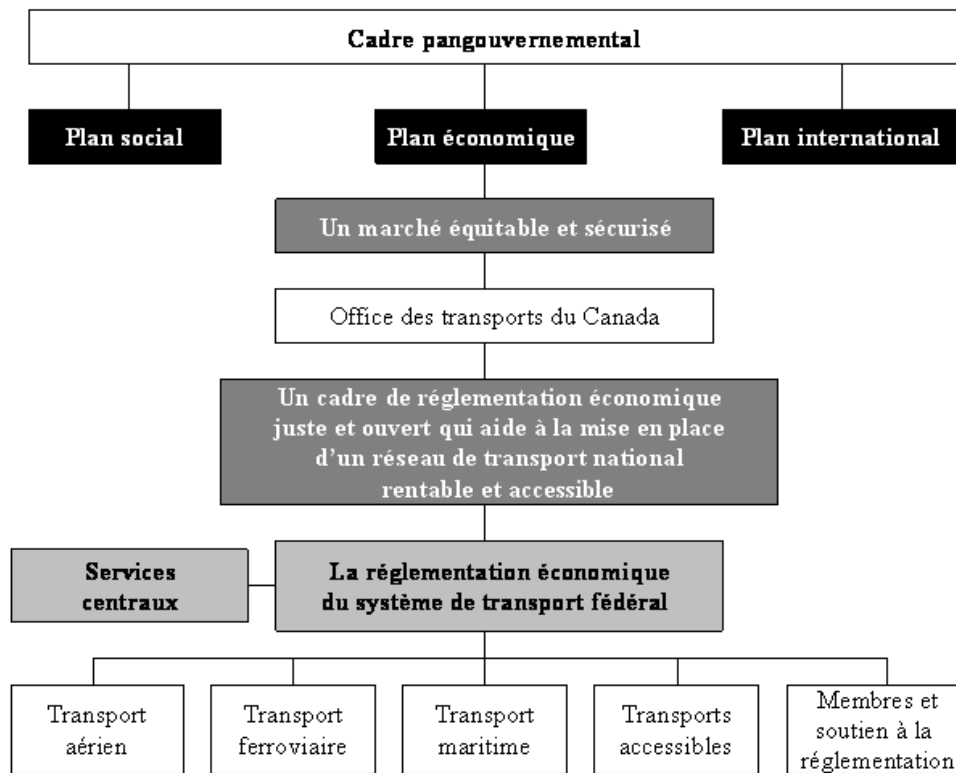 Cadre pangouvernemental
Plan social
Plan économique
Plan international
Un marché équitable et sécurisé
Office des transports du Canada
Un cadre de réglementation économique
juste et ouvert qui aide à la mise en place
d'un réseau de transport national
rentable et accessible
Services
centraux
La réglementation économique
du système de transport fédéral
Transport
aérien
Transport
ferroviaire
Transport
maritime
Transports
accessibles
Membres et
soutien à la
réglementation